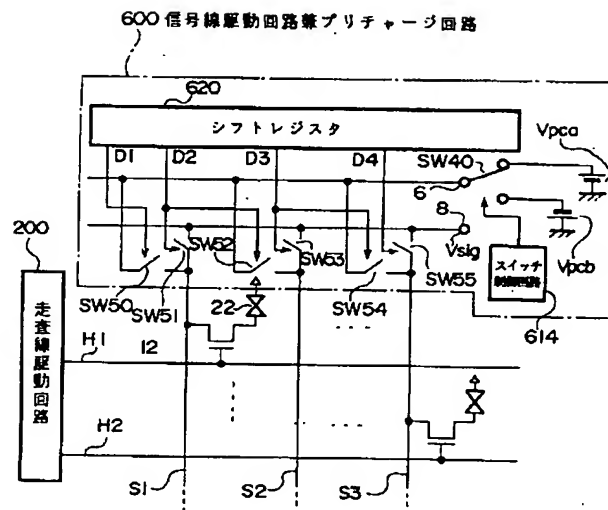 600 信号線駆動回路兼プリチャージ回路
620
シフトレジスタ
Vpca
D1 D2 D3 D4
SW40
6
8
200
SW52
SW53
Vsig
Vpcb
SW50
SW51
SW54
SW55
スイッチ
制御回路
22
614
走査線駆動回路
H1
12
H2
S1 S2 S3